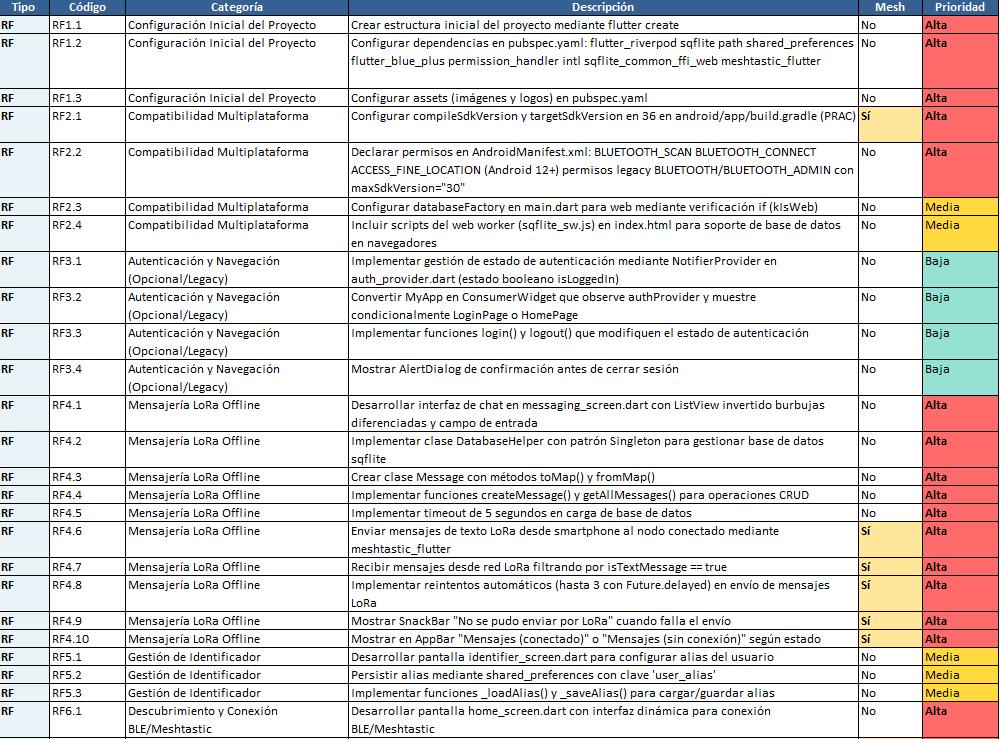 Tipo Código Categoría Descripción Mesh Prioridad
RF RF1.1 Configuración Inicial del Proyecto Crear estructura inicial del proyecto mediante flutter create No Alta
RF RF1.2 Configuración Inicial del Proyecto Configurar dependencias en pubspec.yaml: flutter_riverpod sqflite path shared_preferences No Alta
flutter_blue_plus permission_handler intl sqflite_common_ffi_web meshtastic_flutter
RF RF1.3 Configuración Inicial del Proyecto Configurar assets (imágenes y logos) en pubspec.yaml No Alta
RF RF2.1 Compatibilidad Multiplataforma Configurar compileSdkVersion y targetSdkVersion en 36 en android/app/build.gradle (PRAC) Sí Alta
RF RF2.2 Compatibilidad Multiplataforma Declarar permisos en AndroidManifest.xml: BLUETOOTH_SCAN BLUETOOTH_CONNECT No Alta
ACCESS_FINE_LOCATION (Android 12+) permisos legacy BLUETOOTH/BLUETOOTH_ADMIN con
maxSdkVersion="30"
RF RF2.3 Compatibilidad Multiplataforma Configurar databaseFactory en main.dart para web mediante verificación if (kIsWeb) No Media
RF RF2.4 Compatibilidad Multiplataforma Incluir scripts del web worker (sqflite_sw.js) en index.html para soporte de base de datos No Media
en navegadores
RF RF3.1 Autenticación y Navegación Implementar gestión de estado de autenticación mediante NotifierProvider en No Baja
(Opcional/Legacy) auth_provider.dart (estado booleano isLoggedIn)
RF RF3.2 Autenticación y Navegación Convertir MyApp en ConsumerWidget que observe authProvider y muestre No Baja
(Opcional/Legacy) condicionalmente LoginPage o HomePage
RF RF3.3 Autenticación y Navegación Implementar funciones login() y logout() que modifiquen el estado de autenticación No Baja
(Opcional/Legacy)
RF RF3.4 Autenticación y Navegación Mostrar AlertDialog de confirmación antes de cerrar sesión No Baja
(Opcional/Legacy)
RF RF4.1 Mensajería LoRa Offline Desarrollar interfaz de chat en messaging_screen.dart con ListView invertido burbujas No Alta
diferenciadas y campo de entrada
RF RF4.2 Mensajería LoRa Offline Implementar clase DatabaseHelper con patrón Singleton para gestionar base de datos No Alta
sqflite
RF RF4.3 Mensajería LoRa Offline Crear clase Message con métodos toMap() y fromMap() No Alta
RF RF4.4 Mensajería LoRa Offline Implementar funciones createMessage() y getAllMessages() para operaciones CRUD No Alta
RF RF4.5 Mensajería LoRa Offline Implementar timeout de 5 segundos en carga de base de datos No Alta
RF RF4.6 Mensajería LoRa Offline Enviar mensajes de texto LoRa desde smartphone al nodo conectado mediante Sí Alta
meshtastic_flutter
RF RF4.7 Mensajería LoRa Offline Recibir mensajes desde red LoRa filtrando por isTextMessage == true Sí Alta
RF RF4.8 Mensajería LoRa Offline Implementar reintentos automáticos (hasta 3 con Future.delayed) en envío de mensajes Sí Alta
LoRa
RF RF4.9 Mensajería LoRa Offline Mostrar SnackBar "No se pudo enviar por LoRa" cuando falla el envío Sí Alta
RF RF4.10 Mensajería LoRa Offline Mostrar en AppBar "Mensajes (conectado)" o "Mensajes (sin conexión)" según estado Sí Alta
RF RF5.1 Gestión de Identificador Desarrollar pantalla identifier_screen.dart para configurar alias del usuario No Media
RF RF5.2 Gestión de Identificador Persistir alias mediante shared_preferences con clave 'user_alias' No Media
RF RF5.3 Gestión de Identificador Implementar funciones _loadAlias() y _saveAlias() para cargar/guardar alias No Media
RF RF6.1 Descubrimiento y Conexión Desarrollar pantalla home_screen.dart con interfaz dinámica para conexión No Alta
BLE/Meshtastic BLE/Meshtastic